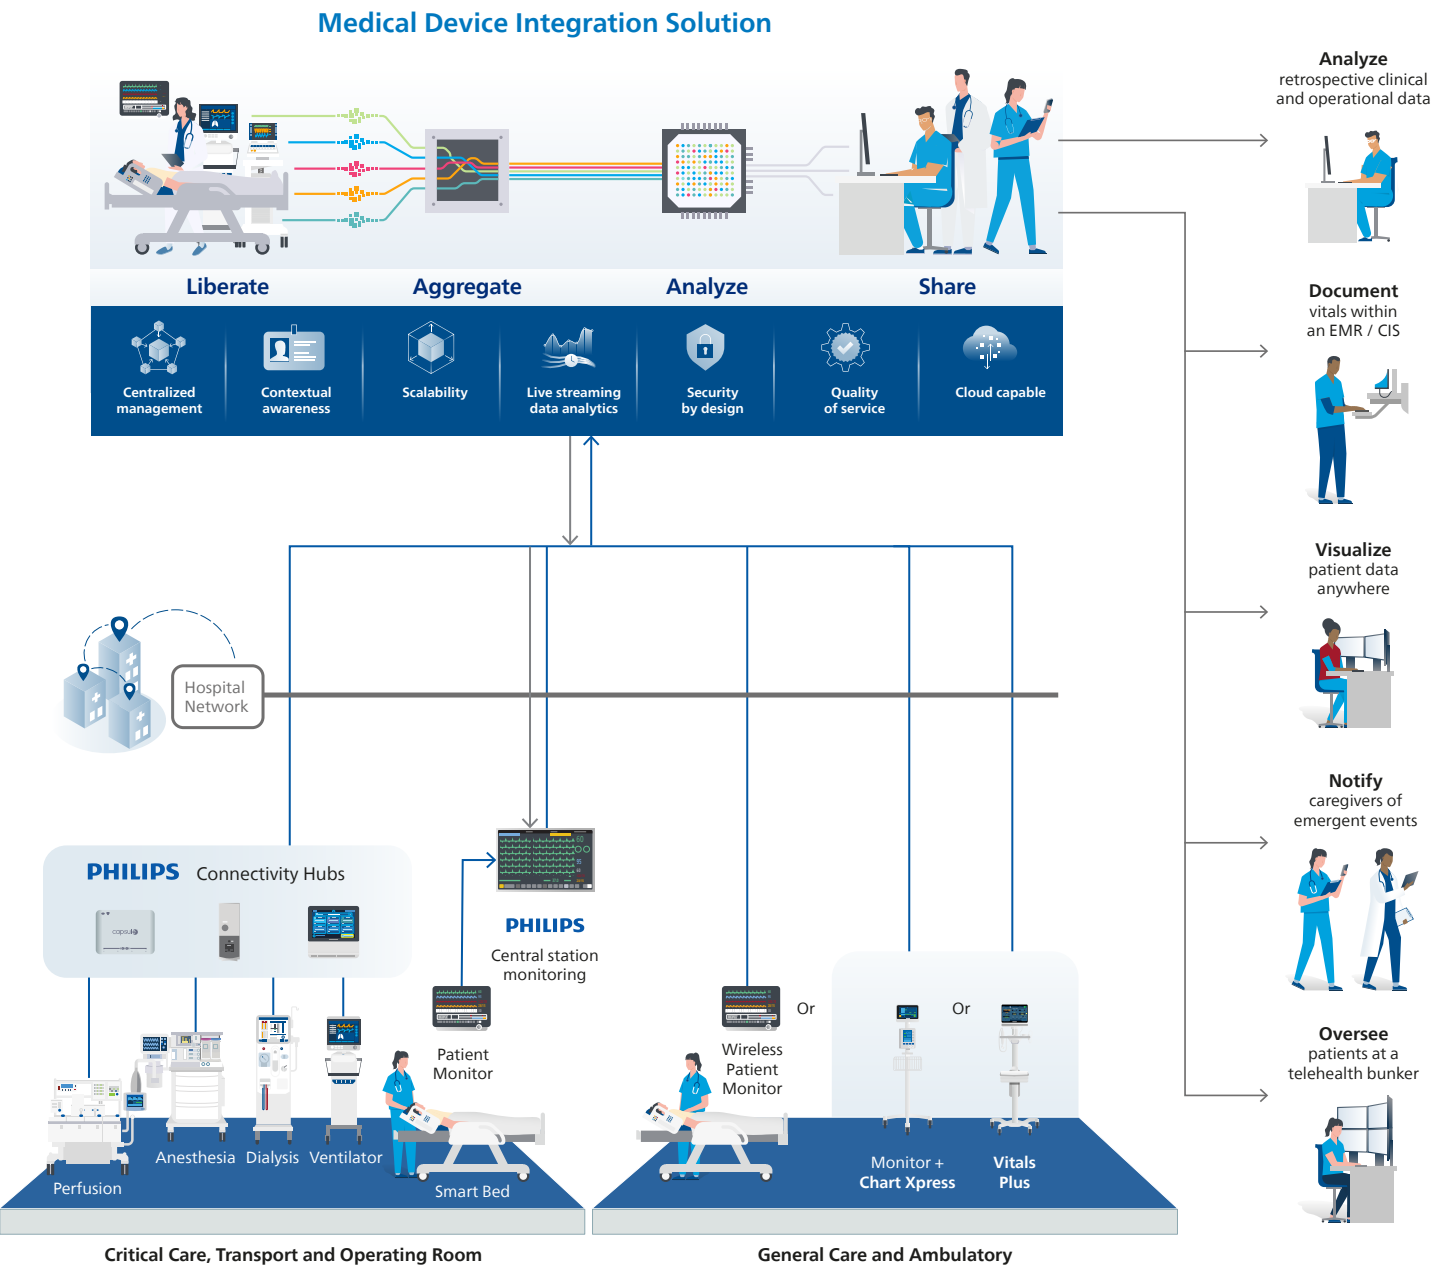 Medical Device Integration Solution
Liberate
Aggregate
Analyze
Share
Centralized
management
Contextual
awareness
Scalability
Live streaming
data analytics
Security
by design
Quality
of service
Cloud capable
Analyze
retrospective clinical
and operational data
Document
vitals within
an EMR / CIS
Visualize
patient data
anywhere
Notify
caregivers of
emergent events
Oversee
patients at a
telehealth bunker
Hospital
Network
PHILIPS Connectivity Hubs
capsule
PHILIPS
Central station
monitoring
Patient
Monitor
Wireless
Patient
Monitor
Or
Or
Perfusion
Anesthesia
Dialysis
Ventilator
Smart Bed
Monitor +
Chart Xpress
Vitals
Plus
Critical Care, Transport and Operating Room
General Care and Ambulatory